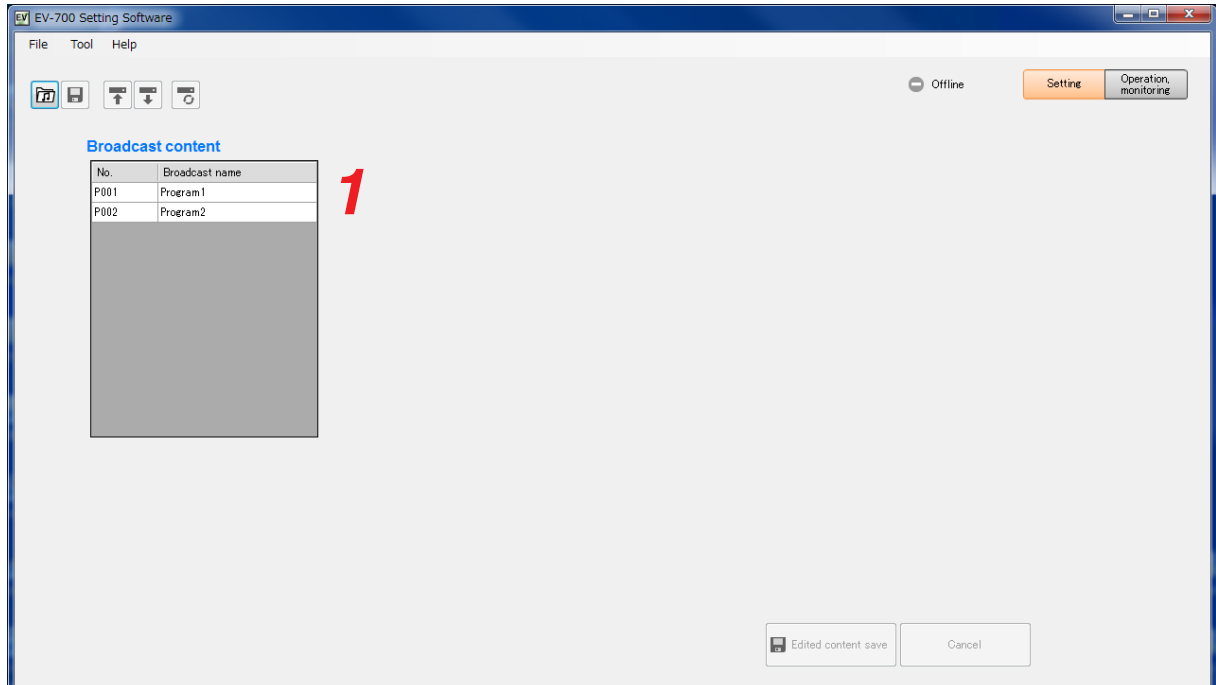 EV EV-700 Setting Software
File Tool Help
Offline
Setting
Operation,
monitoring
Broadcast content
No. Broadcast name
P001 Program1
P002 Program2
1
Edited content save
Cancel